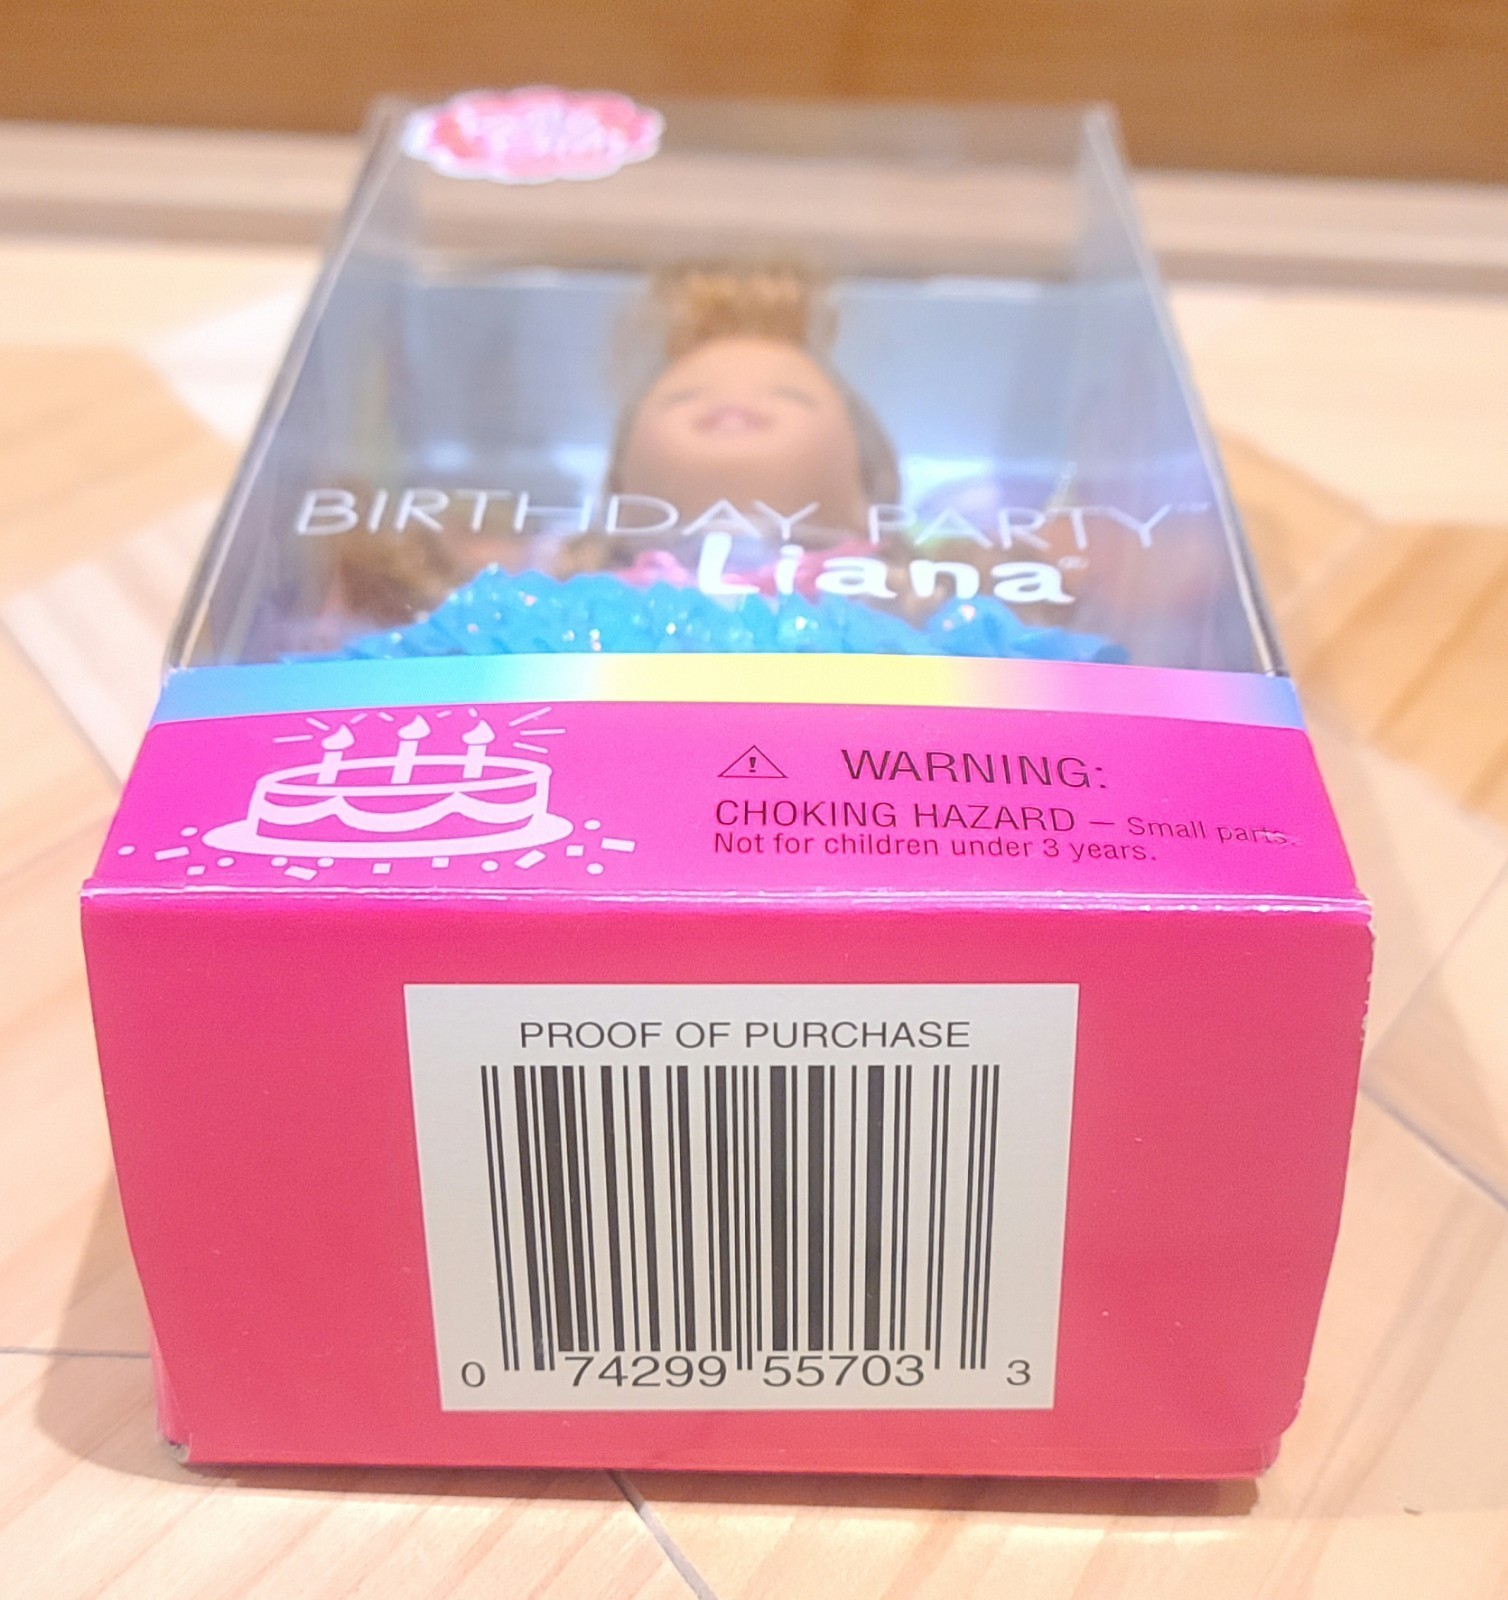 BIRTHDAY PARTY™
Liana®
WARNING:
CHOKING HAZARD – Small parts.
Not for children under 3 years.
PROOF OF PURCHASE
0 74299 55703 3